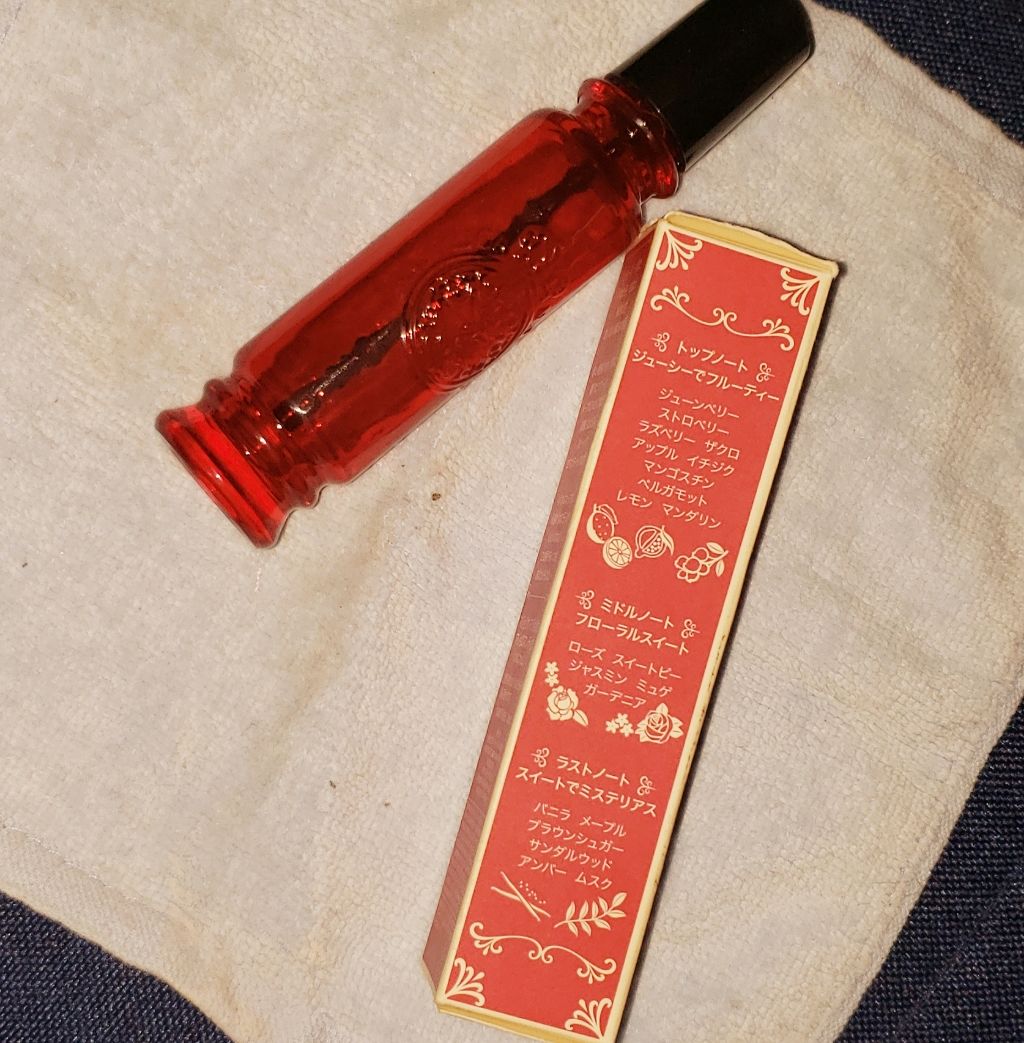 トップノート
ジューシーでフルーティー
ジューンベリー
ストロベリー
ラズベリー ザクロ
アップル イチジク
マンゴスチン
ベルガモット
レモン マンダリン
ミドルノート
フローラルスイート
ローズ スイートピー
ジャスミン ミュゲ
ガーデニア
ラストノート
スイートでミステリアス
バニラ メープル
ブラウンシュガー
サンダルウッド
アンバー ムスク